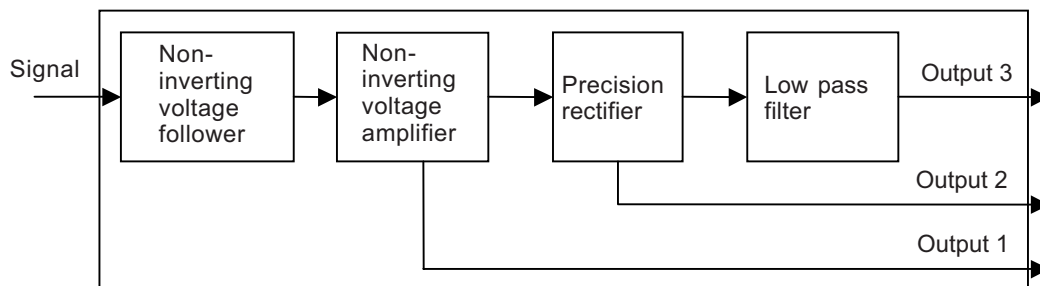 Signal
Non-
inverting
voltage
follower
Non-
inverting
voltage
amplifier
Precision
rectifier
Low pass
filter
Output 3
Output 2
Output 1